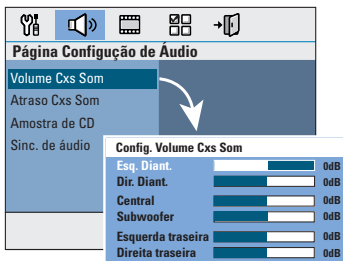 Página Configução de Áudio
Volume Cxs Som
Atraso Cxs Som
Amostra de CD
Sinc. de áudio
Config. Volume Cxs Som
Esq. Diant. 0dB
Dir. Diant. 0dB
Central 0dB
Subwoofer 0dB
Esquerda traseira 0dB
Direita traseira 0dB